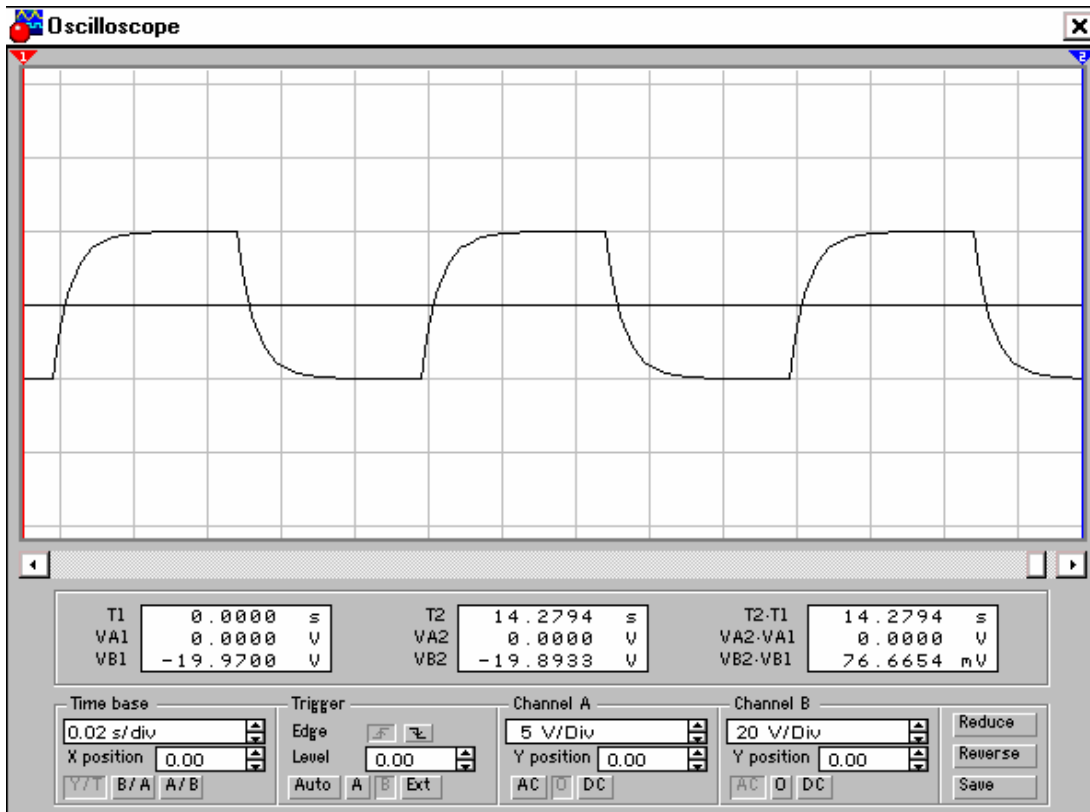 Oscilloscope
1 2
T1 0.0000 s T2 14.2794 s T2-T1 14.2794 s
VA1 0.0000 V VA2 0.0000 V VA2-VA1 0.0000 V
VB1 -19.9700 V VB2 -19.8933 V VB2-VB1 76.6654 mV
Time base Trigger Channel A Channel B
0.02 s/div Edge 5 V/Div 20 V/Div Reduce
X position 0.00 Level 0.00 Y position 0.00 Y position 0.00 Reverse
Y/T B/A A/B Auto A B Ext AC 0 DC AC 0 DC Save